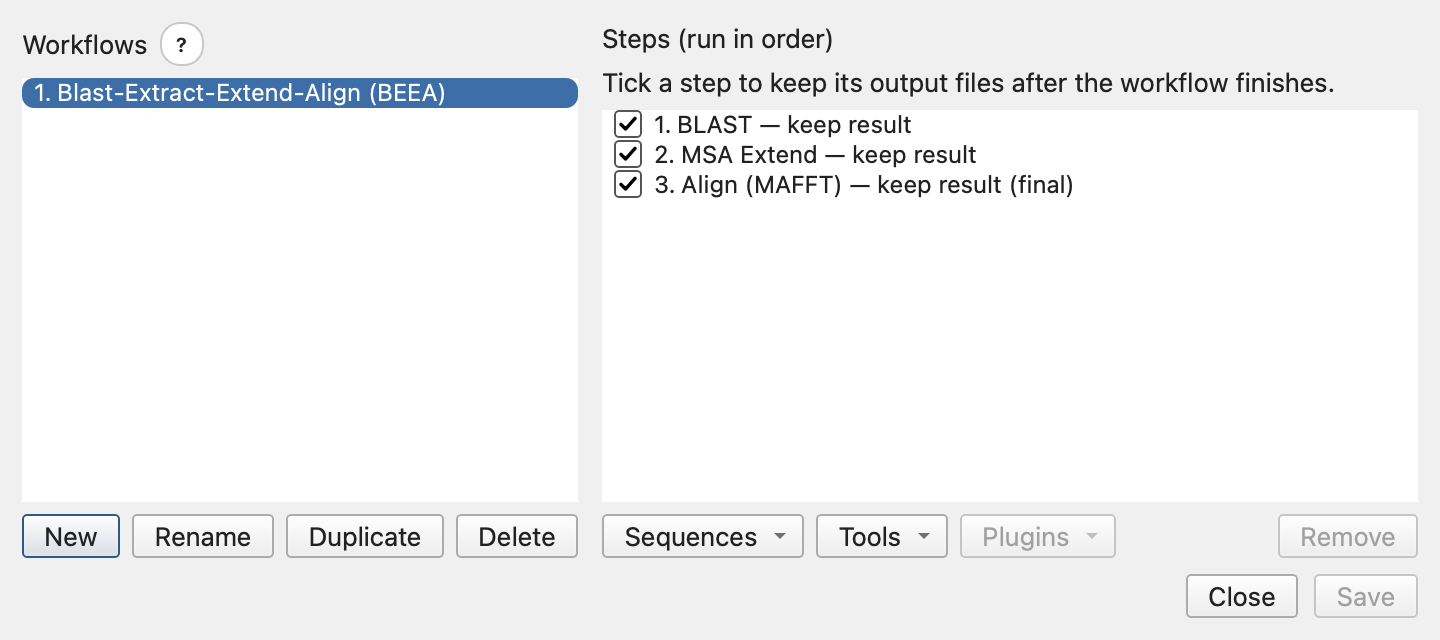 Workflows ?
1. Blast-Extract-Extend-Align (BEEA)
New Rename Duplicate Delete
Steps (run in order)
Tick a step to keep its output files after the workflow finishes.
1. BLAST — keep result
2. MSA Extend — keep result
3. Align (MAFFT) — keep result (final)
Sequences Tools Plugins Remove
Close Save